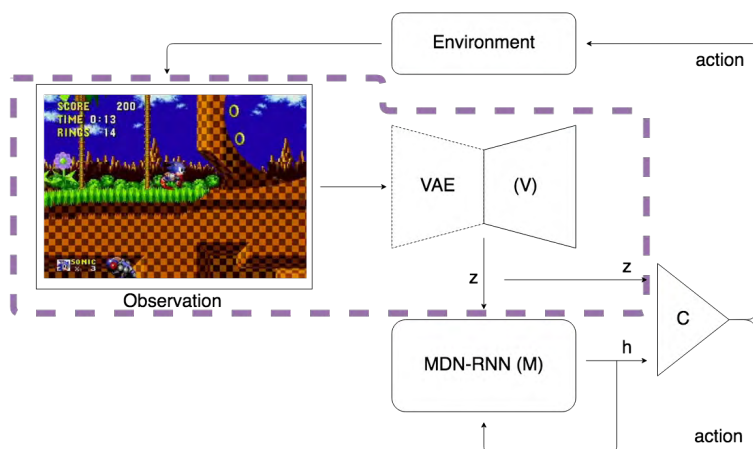 Environment
action
SCORE 200
TIME 0:13
RINGS 14
VAE
(V)
SONIC
3
Observation
z
z
C
MDN-RNN (M)
h
action